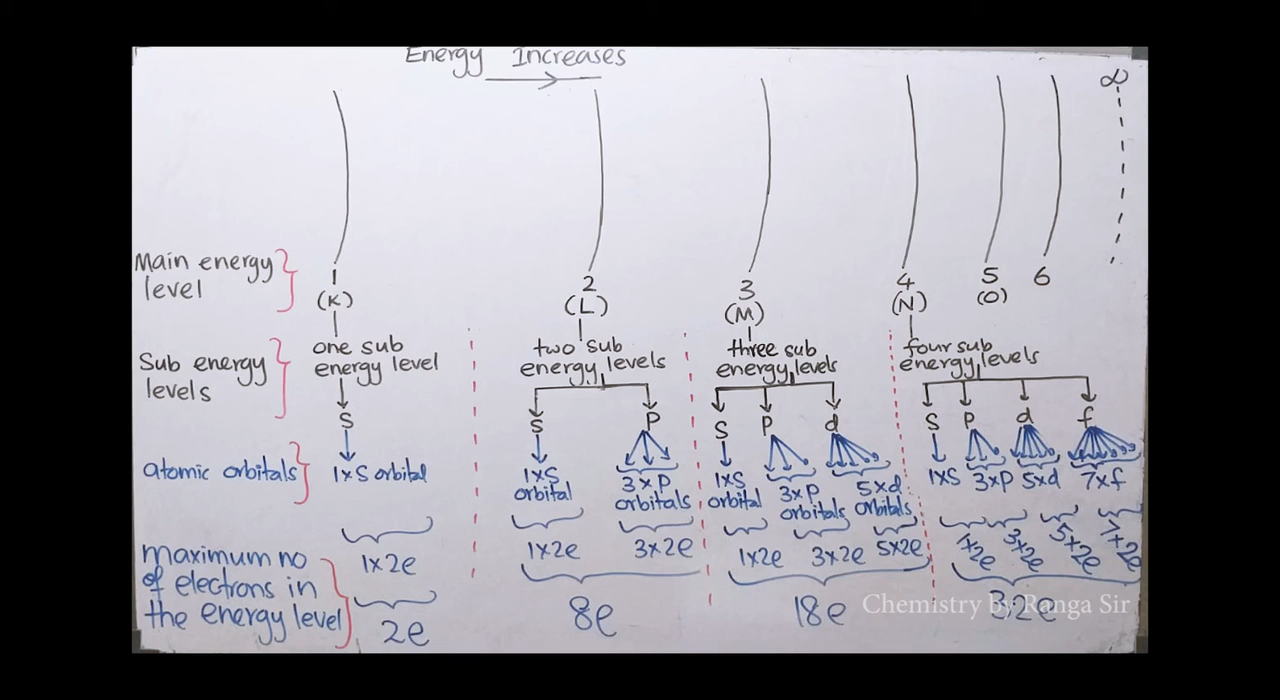 Energy Increases
∞
Main energy
level
1
(K)
2
(L)
3
(M)
4
(N)
5
(O)
6
Sub energy
levels
one sub
energy level
two sub
energy levels
three sub
energy levels
four sub
energy levels
S
S P
S P d
S P d f
atomic orbitals
1×S orbital
1×S
orbital
3×P
orbitals
1×S
orbital
3×P
orbitals
5×d
orbitals
1×S 3×P 5×d 7×f
maximum no
of electrons in
the energy level
1×2e
1×2e 3×2e
1×2e 3×2e 5×2e
1×2e 3×2e 5×2e 7×2e
2e
8e
18e
32e
Chemistry by Ranga Sir